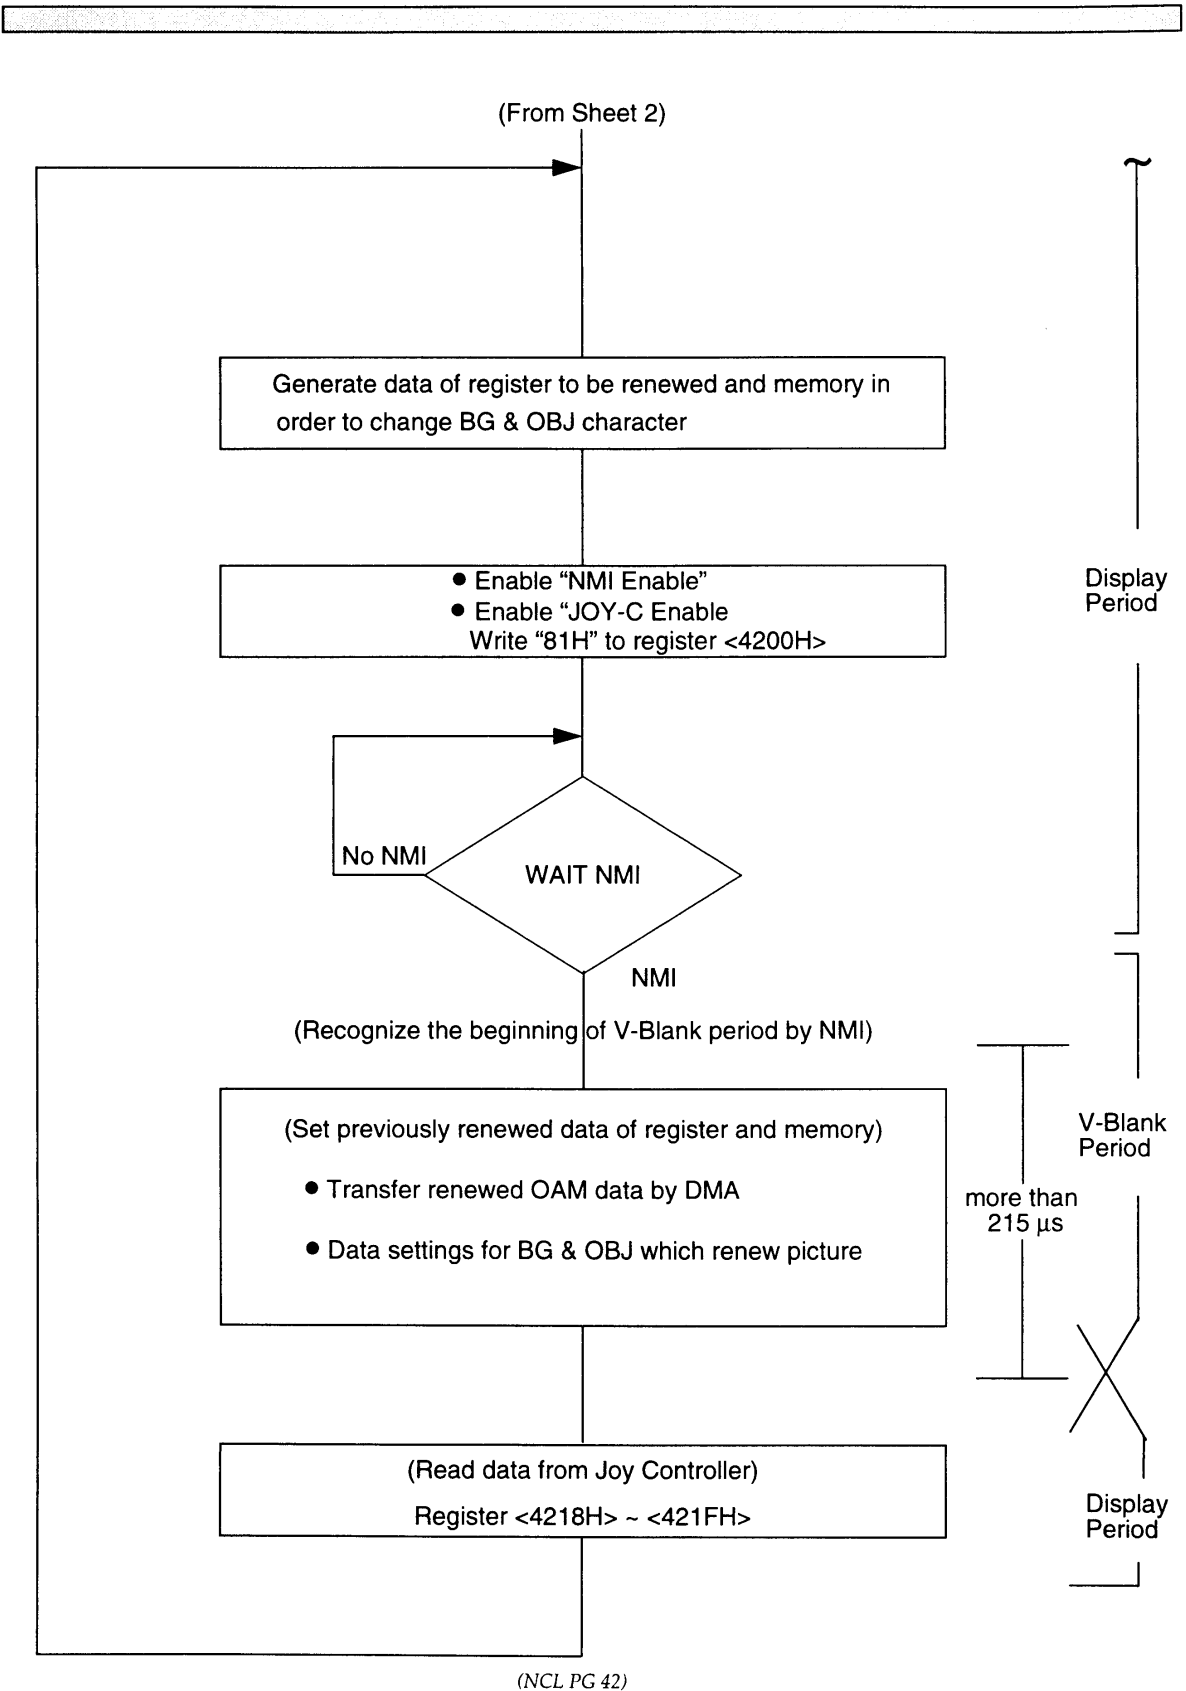 (From Sheet 2)
Generate data of register to be renewed and memory in
order to change BG & OBJ character
● Enable “NMI Enable”
● Enable “JOY-C Enable
Write “81H” to register <4200H>
Display
Period
No NMI
WAIT NMI
NMI
(Recognize the beginning of V-Blank period by NMI)
(Set previously renewed data of register and memory)
● Transfer renewed OAM data by DMA
● Data settings for BG & OBJ which renew picture
more than
215 µs
V-Blank
Period
(Read data from Joy Controller)
Register <4218H> ~ <421FH>
Display
Period
(NCL PG 42)